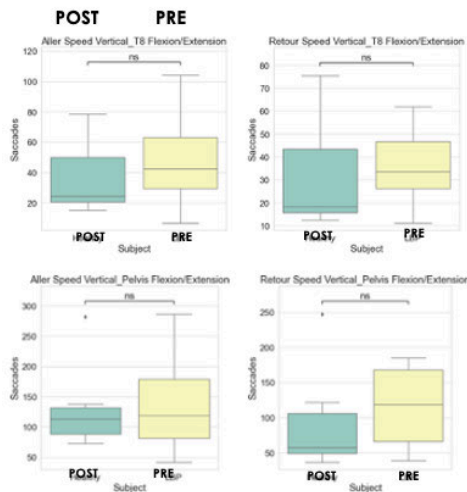 POST PRE
Aller Speed Vertical_T8 Flexion/Extension
ns
120
100
80
60
40
20
Saccades
POST PRE
Subject
Retour Speed Vertical_T8 Flexion/Extension
ns
80
70
60
50
40
30
20
10
Saccades
POST PRE
Subject
Aller Speed Vertical_Pelvis Flexion/Extension
ns
300
250
200
150
100
50
Saccades
POST PRE
Subject
Retour Speed Vertical_Pelvis Flexion/Extension
ns
250
200
150
100
50
Saccades
POST PRE
Subject